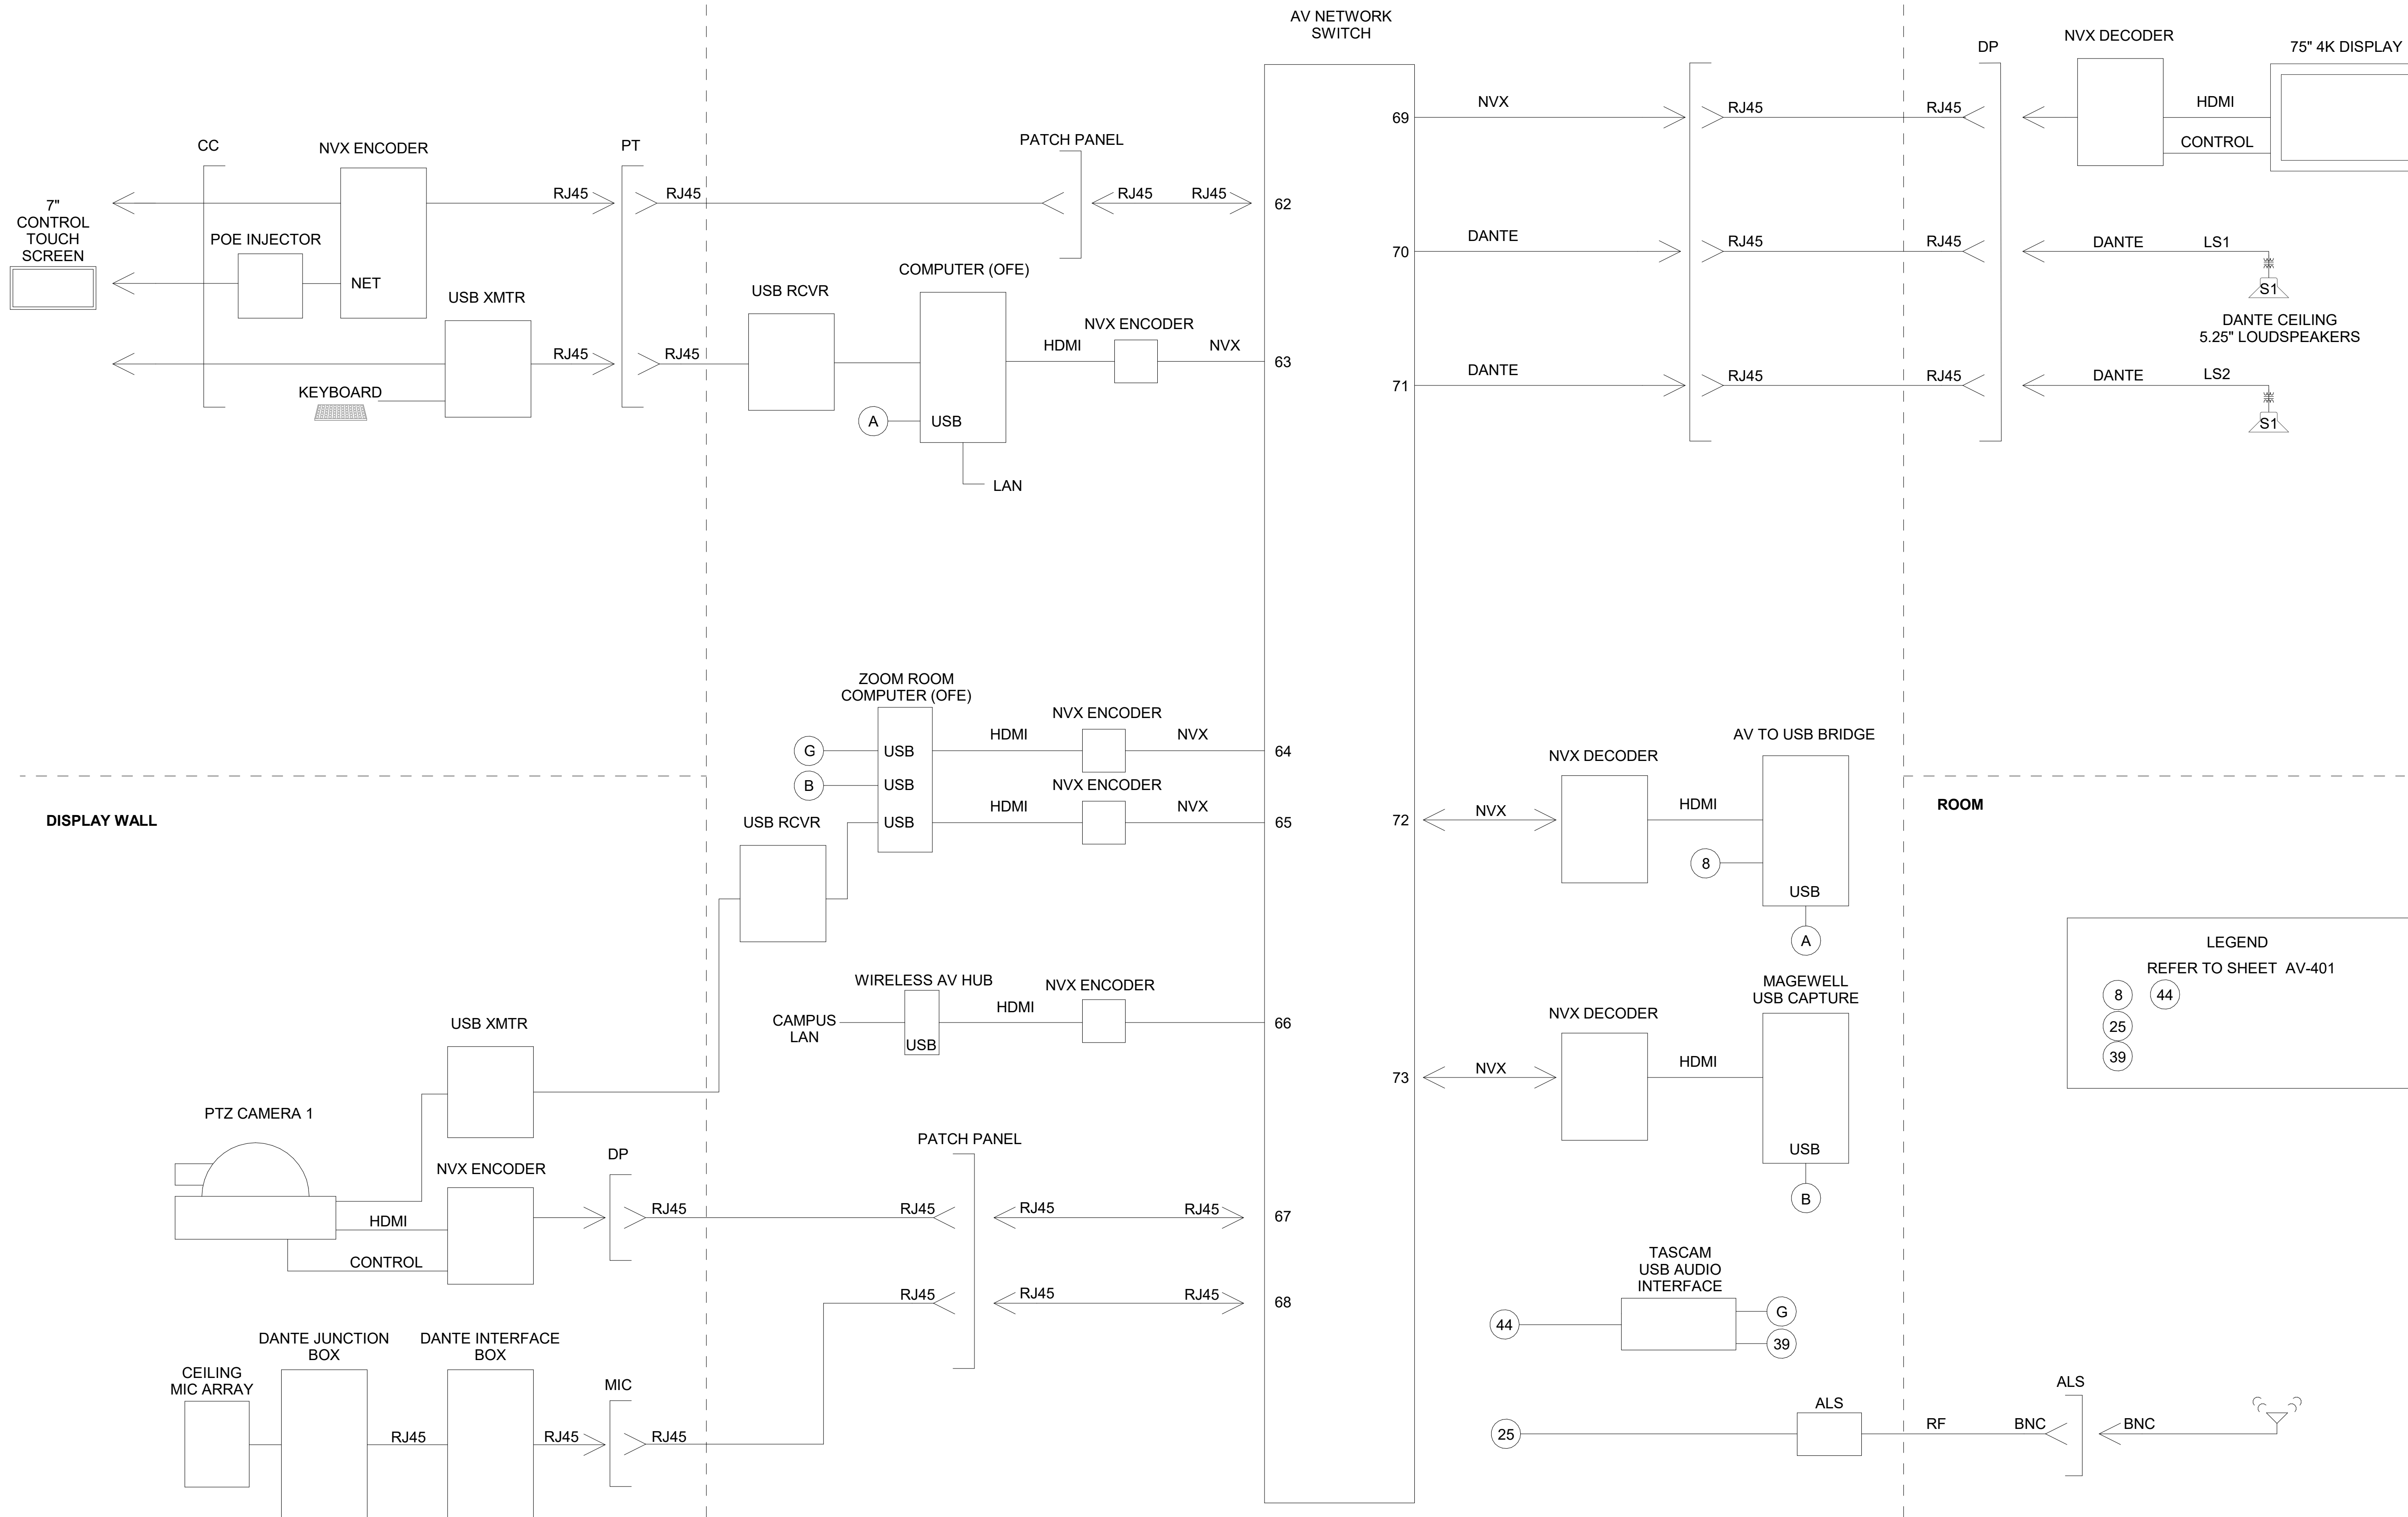 AV NETWORK
SWITCH
DP
NVX DECODER
75" 4K DISPLAY
69
NVX
RJ45
RJ45
HDMI
CONTROL
CC
NVX ENCODER
PT
PATCH PANEL
RJ45
RJ45
RJ45
RJ45
62
7"
CONTROL
TOUCH
SCREEN
POE INJECTOR
NET
USB XMTR
RJ45
RJ45
KEYBOARD
USB RCVR
COMPUTER (OFE)
A
USB
LAN
HDMI
NVX ENCODER
NVX
63
70
DANTE
RJ45
RJ45
DANTE
LS1
S1
DANTE CEILING
5.25" LOUDSPEAKERS
71
DANTE
RJ45
RJ45
DANTE
LS2
S1
ZOOM ROOM
COMPUTER (OFE)
G
USB
HDMI
NVX ENCODER
NVX
64
B
USB
NVX ENCODER
USB
HDMI
NVX
65
USB RCVR
72
NVX
NVX DECODER
HDMI
AV TO USB BRIDGE
8
USB
A
DISPLAY WALL
ROOM
LEGEND
REFER TO SHEET  AV-401
8
44
25
39
WIRELESS AV HUB
CAMPUS
LAN
USB
HDMI
NVX ENCODER
66
73
NVX
NVX DECODER
HDMI
MAGEWELL
USB CAPTURE
USB
B
USB XMTR
PTZ CAMERA 1
HDMI
CONTROL
NVX ENCODER
DP
RJ45
PATCH PANEL
RJ45
RJ45
RJ45
67
RJ45
RJ45
RJ45
68
TASCAM
USB AUDIO
INTERFACE
44
G
39
CEILING
MIC ARRAY
DANTE JUNCTION
BOX
RJ45
DANTE INTERFACE
BOX
RJ45
MIC
RJ45
25
ALS
RF
BNC
ALS
BNC